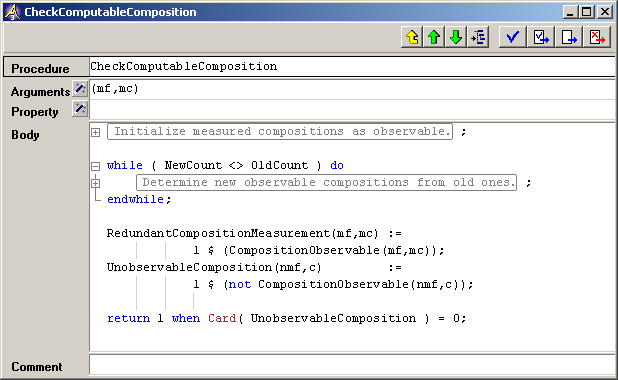 CheckComputableComposition
Procedure CheckComputableComposition
Arguments (mf,mc)
Property
Body
Initialize measured compositions as observable. ;
while ( NewCount <> OldCount ) do
Determine new observable compositions from old ones. ;
endwhile;
RedundantCompositionMeasurement(mf,mc) :=
1 $ (CompositionObservable(mf,mc));
UnobservableComposition(nmf,c) :=
1 $ (not CompositionObservable(nmf,c));
return 1 when Card( UnobservableComposition ) = 0;
Comment